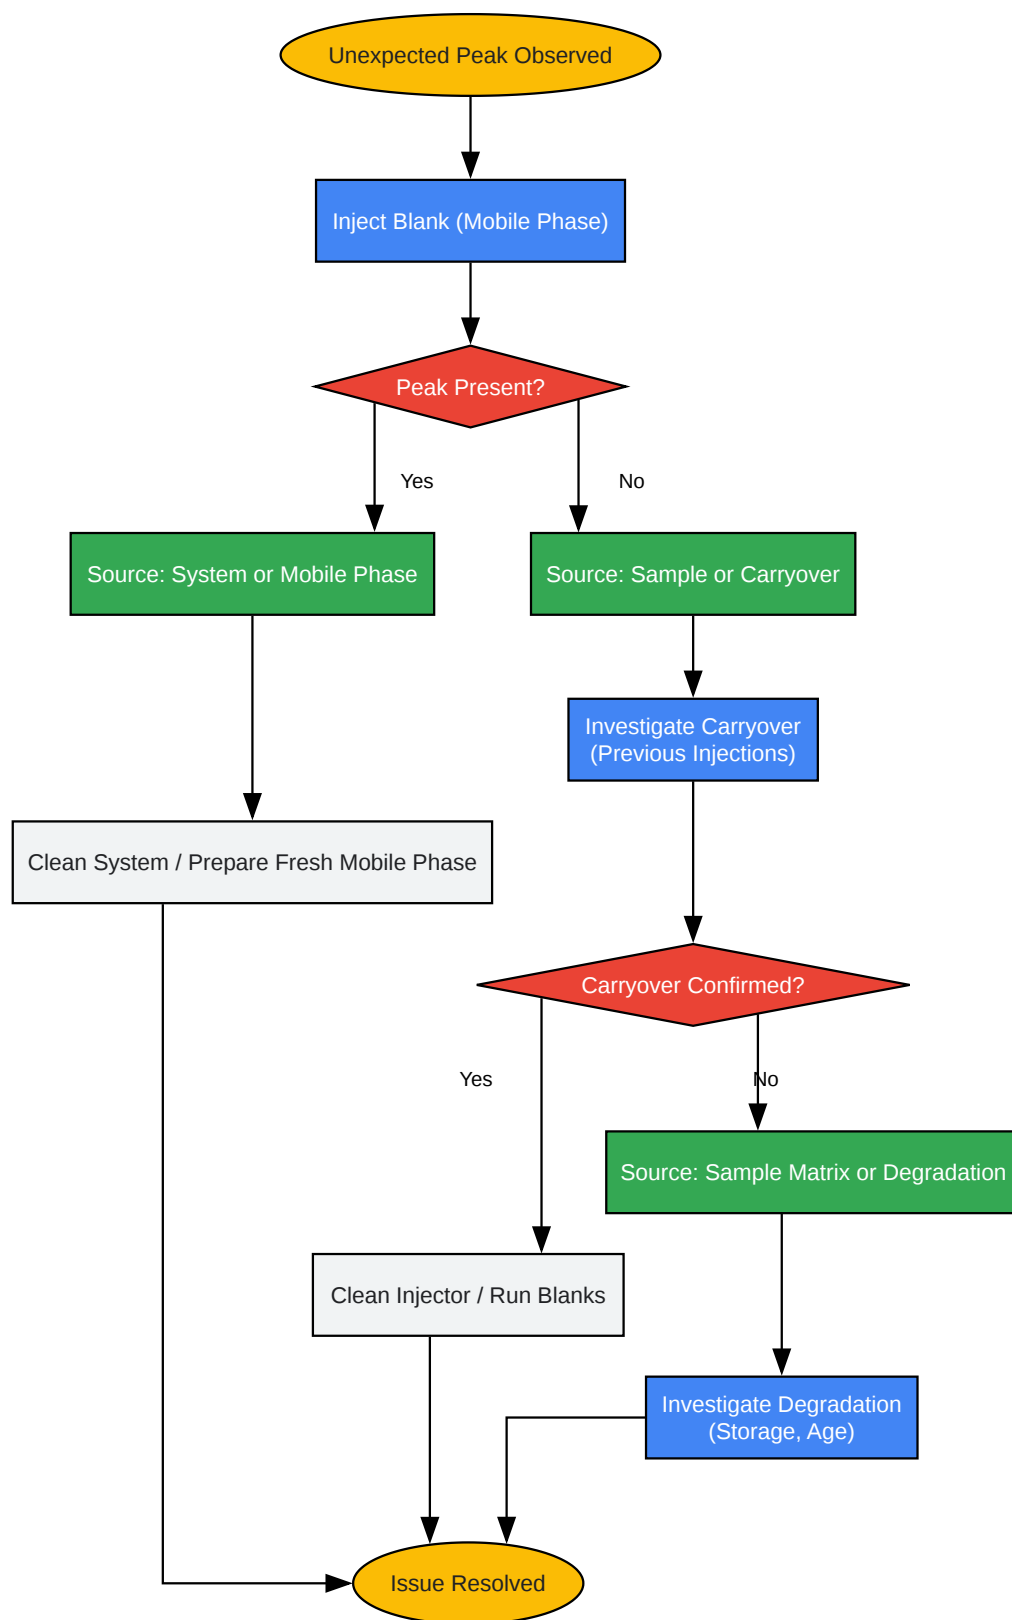 Unexpected Peak Observed
Inject Blank (Mobile Phase)
Peak Present?
Yes
No
Source: System or Mobile Phase
Source: Sample or Carryover
Investigate Carryover
(Previous Injections)
Clean System / Prepare Fresh Mobile Phase
Carryover Confirmed?
Yes
No
Source: Sample Matrix or Degradation
Clean Injector / Run Blanks
Investigate Degradation
(Storage, Age)
Issue Resolved